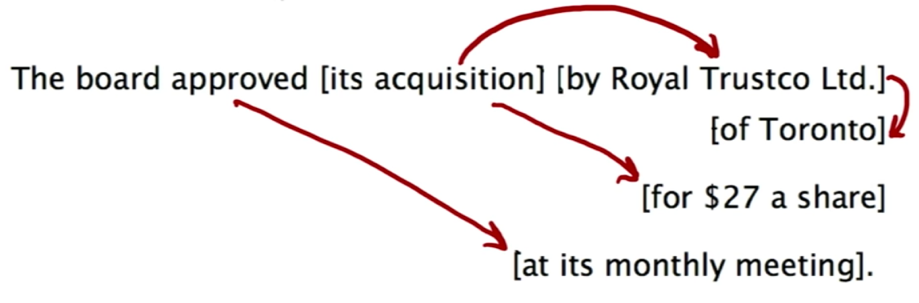 The board approved [its acquisition] [by Royal Trustco Ltd.]
[of Toronto]
[for $27 a share]
[at its monthly meeting].